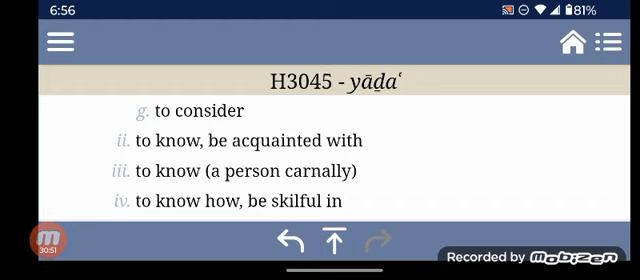 6:56
81%
H3045 - yāḏaʿ
g. to consider
ii. to know, be acquainted with
iii. to know (a person carnally)
iv. to know how, be skilful in
30:51
Recorded by Mobizen